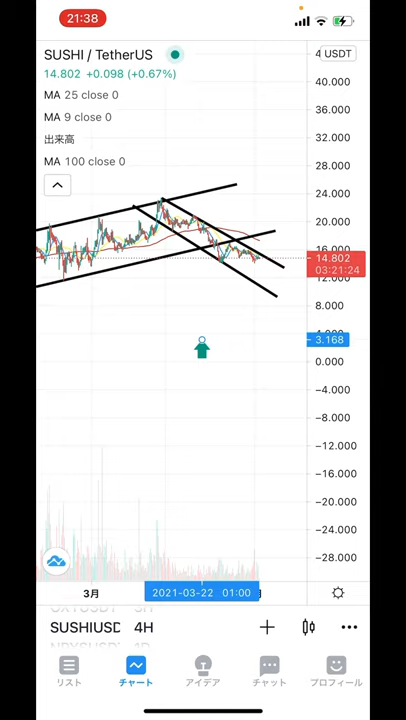 21:38
SUSHI / TetherUS
USDT
14.802 +0.098 (+0.67%)
MA 25 close 0
MA 9 close 0
出来高
MA 100 close 0
40.000
36.000
32.000
28.000
24.000
20.000
16.000
14.802
03:21:24
8.000
3.168
0.000
−4.000
−8.000
−12.000
−16.000
−20.000
−24.000
−28.000
3月
2021-03-22 01:00
SUSHIUSD 4H
リスト
チャート
アイデア
チャット
プロフィール